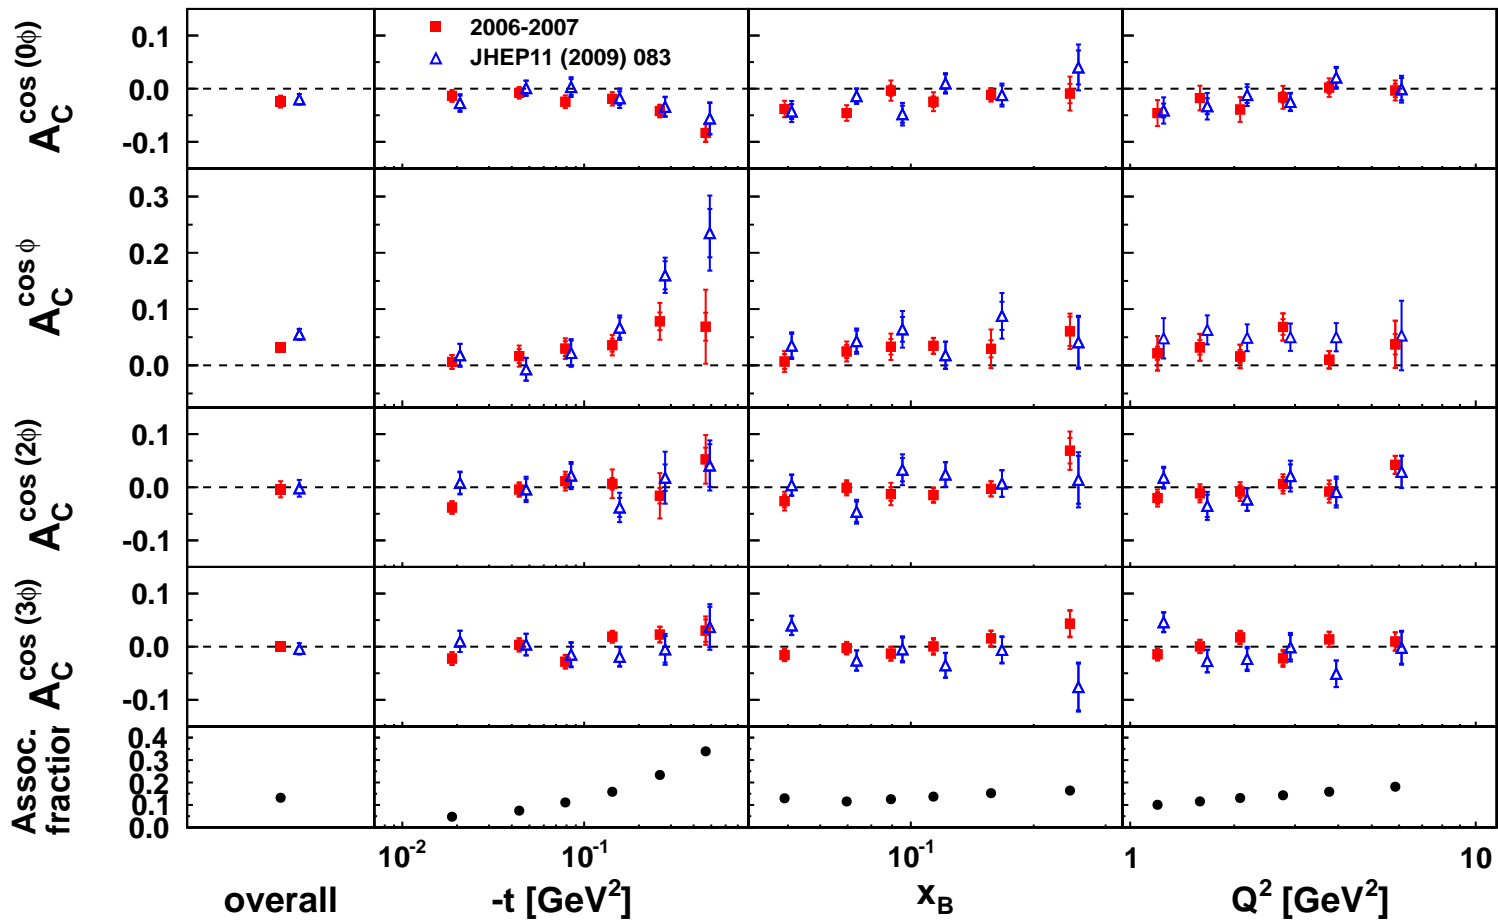 2006-2007
JHEP11 (2009) 083
A_C^cos (0φ)
0.1
0.0
-0.1
A_C^cos φ
0.3
0.2
0.1
0.0
A_C^cos (2φ)
0.1
0.0
-0.1
A_C^cos (3φ)
0.1
0.0
-0.1
Assoc.
fraction
0.4
0.3
0.2
0.1
0.0
10^-2 10^-1 10^-1 1 10
overall -t [GeV^2] x_B Q^2 [GeV^2]